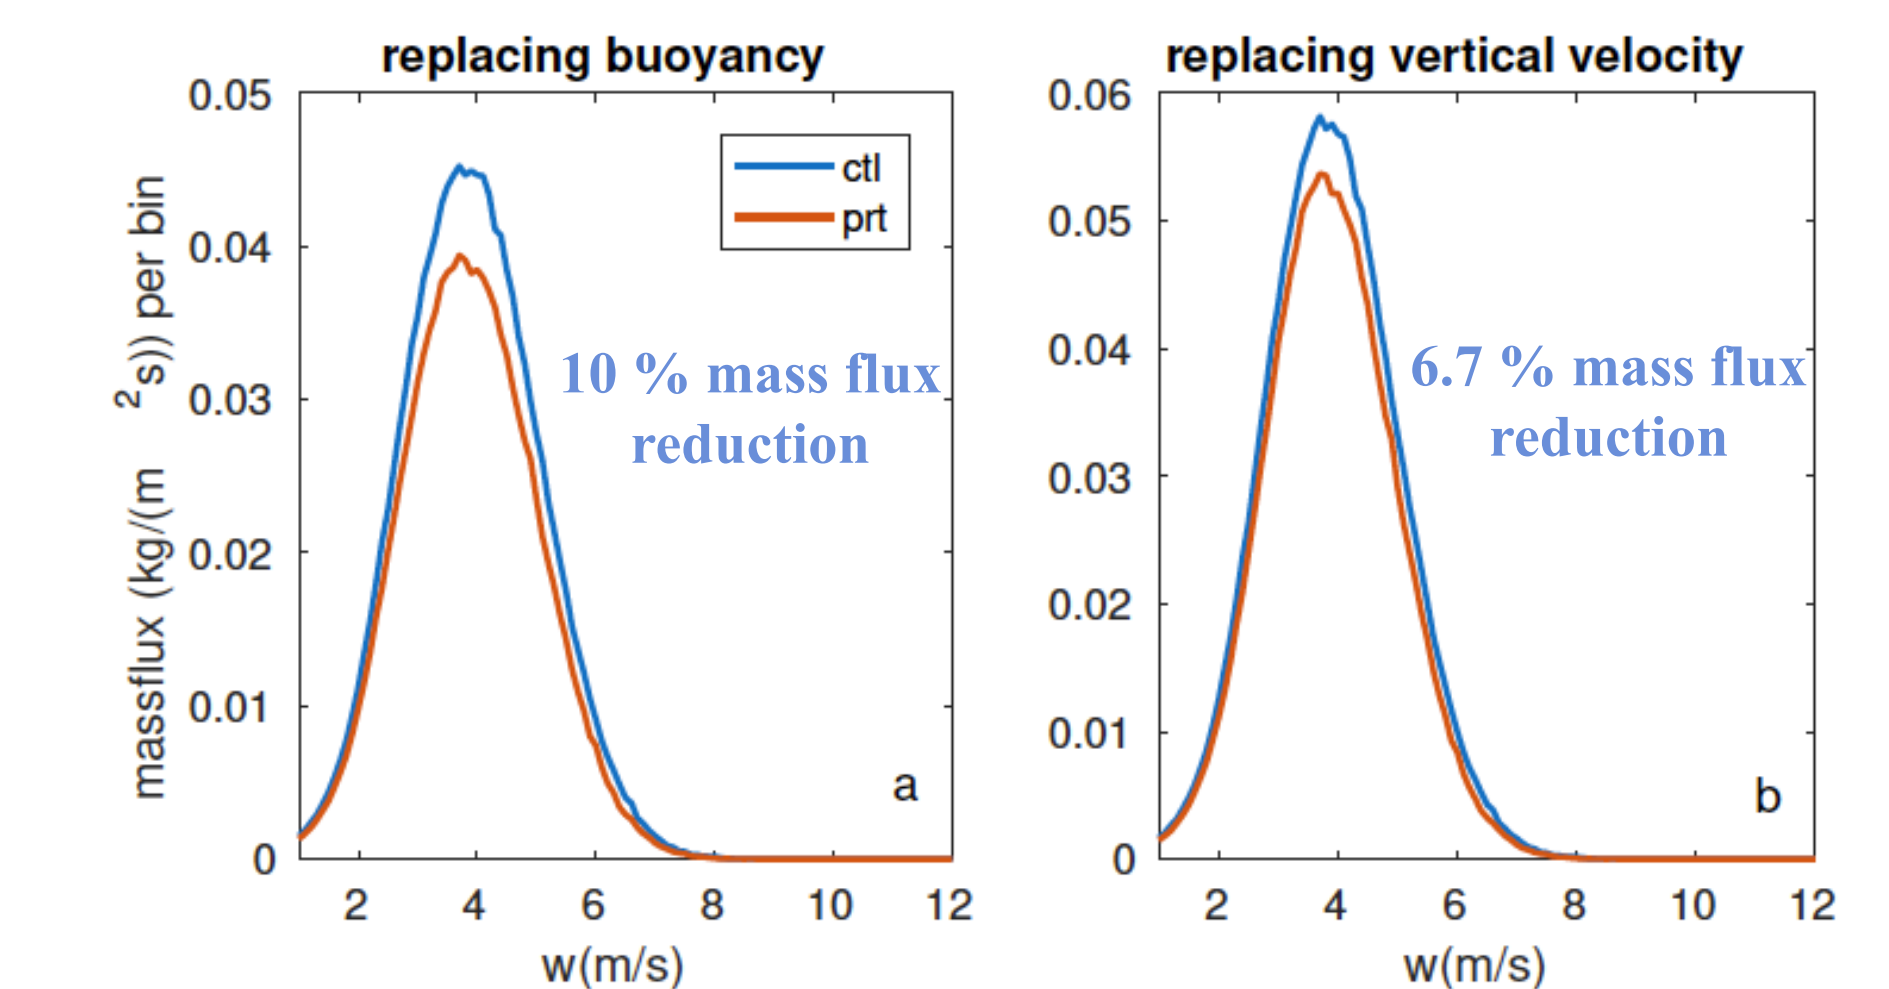 replacing buoyancy
massflux (kg/(m 2s)) per bin
0.05
0.04
0.03
0.02
0.01
0
ctl
prt
10 % mass flux
reduction
a
2 4 6 8 10 12
w(m/s)
replacing vertical velocity
0.06
0.05
0.04
0.03
0.02
0.01
0
6.7 % mass flux
reduction
b
2 4 6 8 10 12
w(m/s)